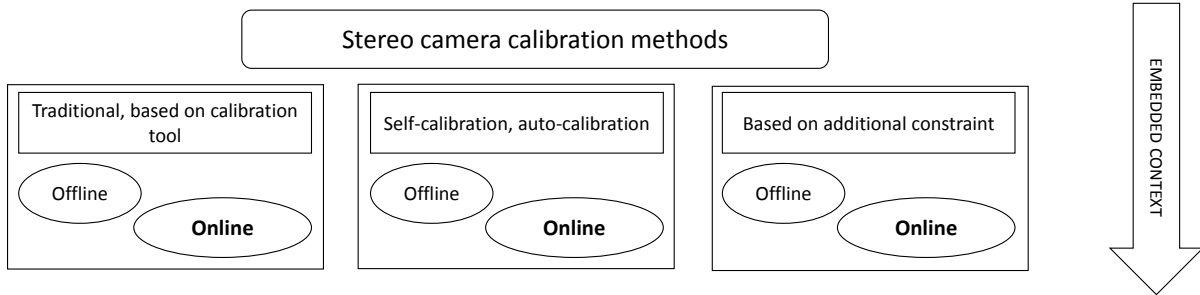 Stereo camera calibration methods
Traditional, based on calibration
tool
Offline
Online
Self-calibration, auto-calibration
Offline
Online
Based on additional constraint
Offline
Online
EMBEDDED CONTEXT